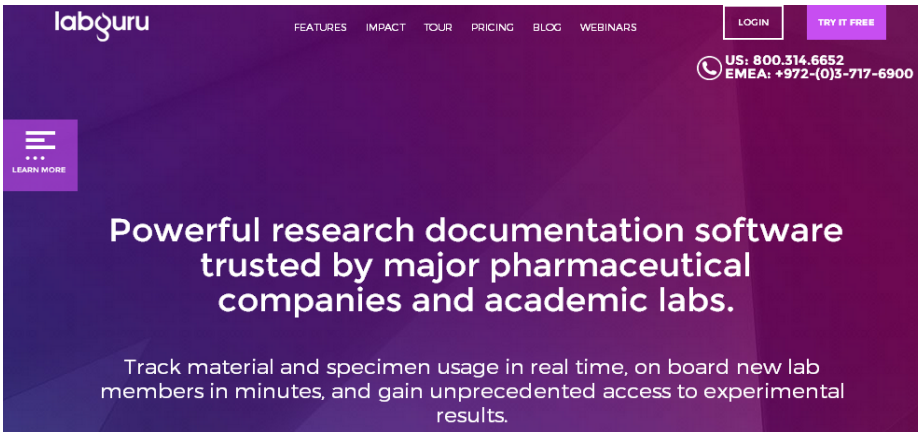 labguru
FEATURES IMPACT TOUR PRICING BLOG WEBINARS
LOGIN
TRY IT FREE
US: 800.314.6652
EMEA: +972-(0)3-717-6900
LEARN MORE
Powerful research documentation software
trusted by major pharmaceutical
companies and academic labs.
Track material and specimen usage in real time, on board new lab
members in minutes, and gain unprecedented access to experimental
results.